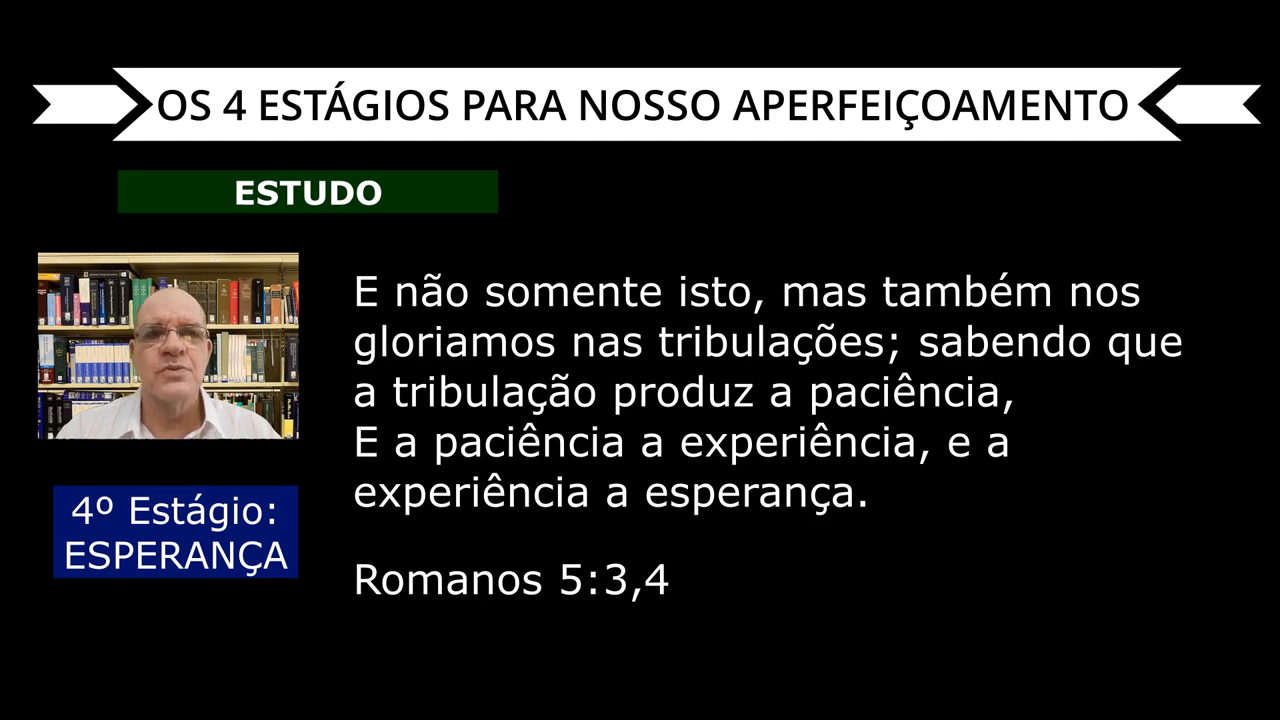 OS 4 ESTÁGIOS PARA NOSSO APERFEIÇOAMENTO
ESTUDO
E não somente isto, mas também nos
gloriamos nas tribulações; sabendo que
a tribulação produz a paciência,
E a paciência a experiência, e a
experiência a esperança.
Romanos 5:3,4
4º Estágio:
ESPERANÇA